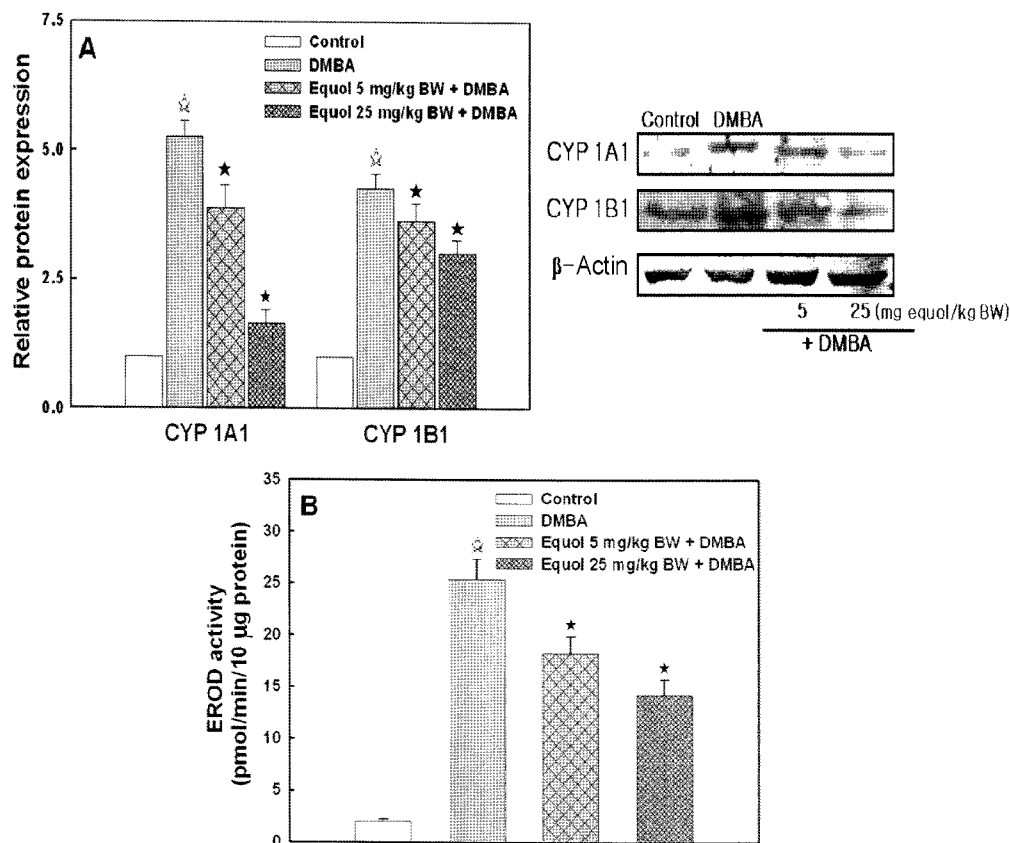 7.5
5.0
2.5
0.0
Relative protein expression
A
Control
DMBA
Equol 5 mg/kg BW + DMBA
Equol 25 mg/kg BW + DMBA
☆
★
★
☆
★
★
CYP 1A1
CYP 1B1
Control DMBA
CYP 1A1
CYP 1B1
β-Actin
5 25 (mg equol/kg BW)
+ DMBA
35
30
25
20
15
10
5
0
EROD activity
(pmol/min/10 µg protein)
B
Control
DMBA
Equol 5 mg/kg BW + DMBA
Equol 25 mg/kg BW + DMBA
☆
★
★